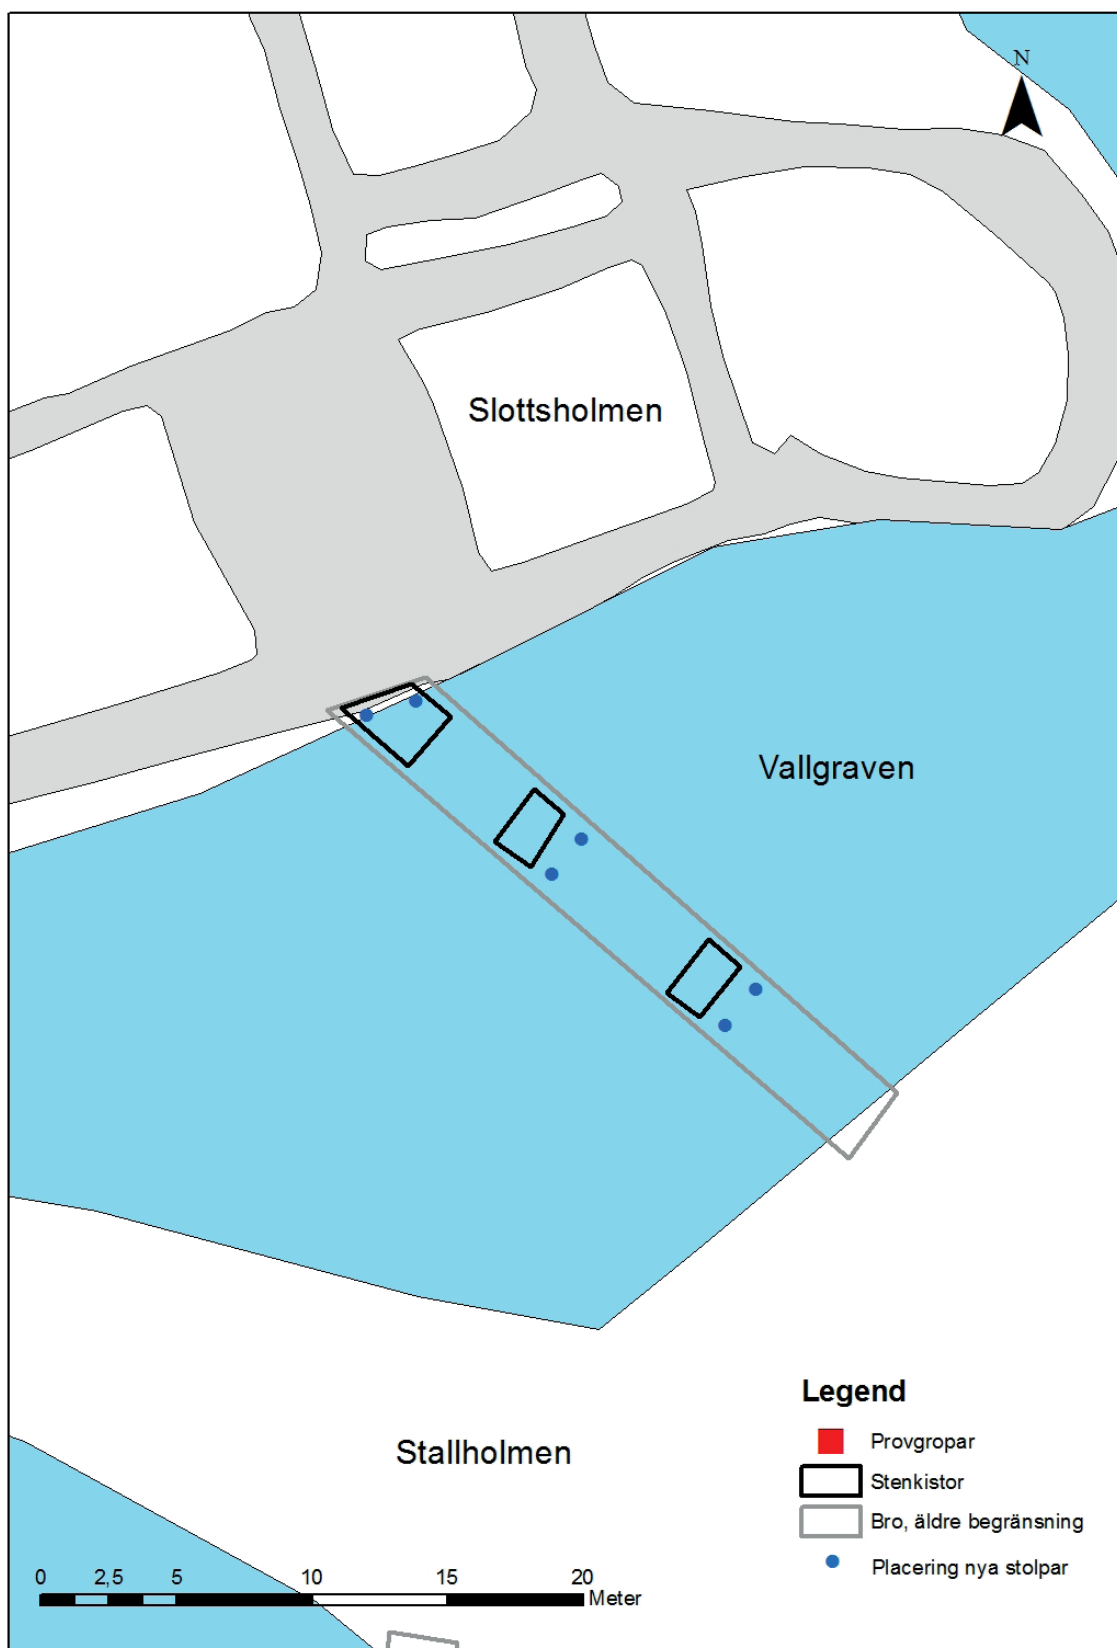 N
Slottsholmen
Vallgraven
Stallholmen
Legend
Provgropar
Stenkistor
Bro, äldre begränsning
Placering nya stolpar
0 2,5 5 10 15 20
Meter